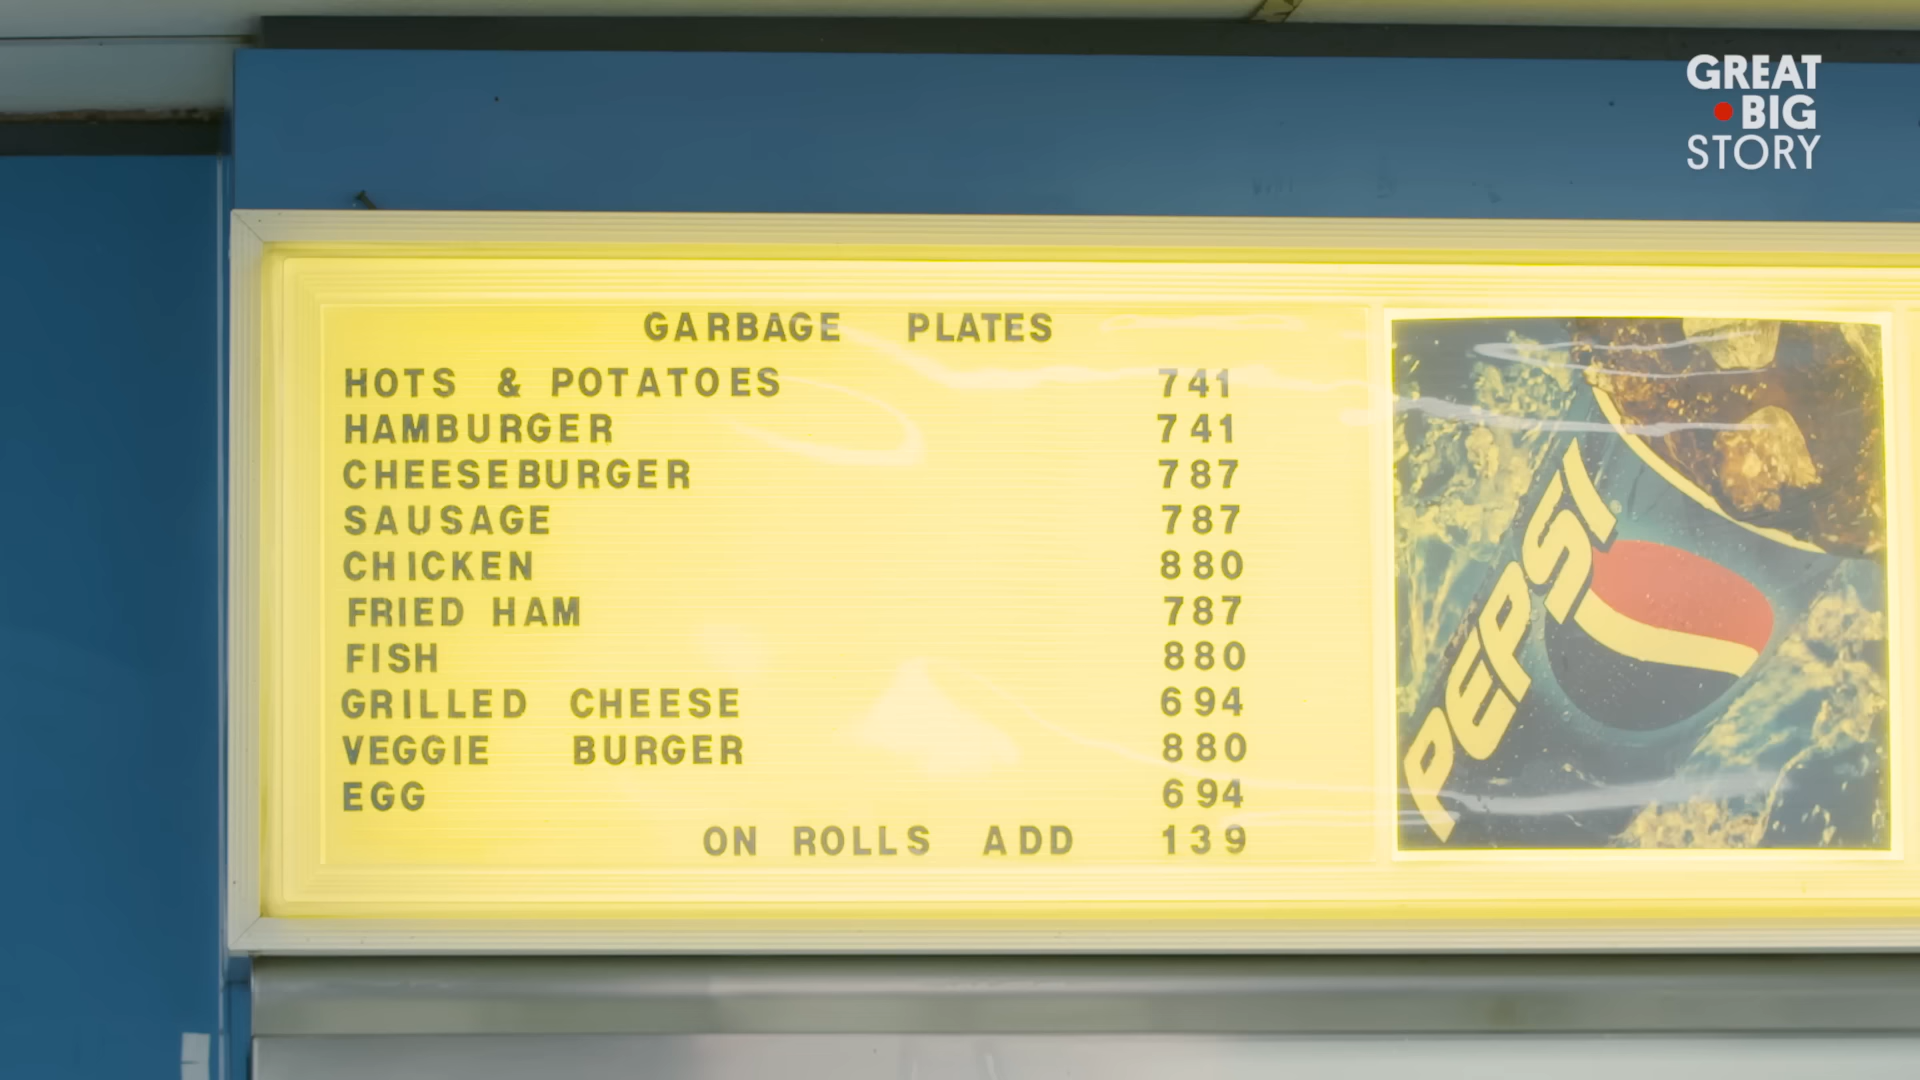 GREAT
BIG
STORY
GARBAGE PLATES
HOTS & POTATOES 741
HAMBURGER 741
CHEESEBURGER 787
SAUSAGE 787
CHICKEN 880
FRIED HAM 787
FISH 880
GRILLED CHEESE 694
VEGGIE BURGER 880
EGG 694
ON ROLLS ADD 139
PEPSI